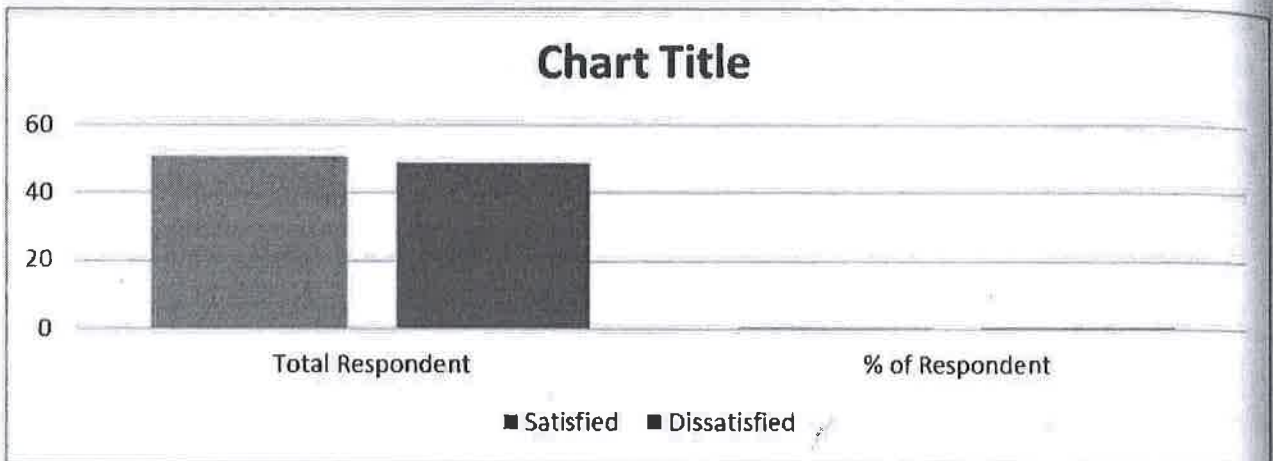 Chart Title
60
40
20
0
Total Respondent % of Respondent
Satisfied Dissatisfied